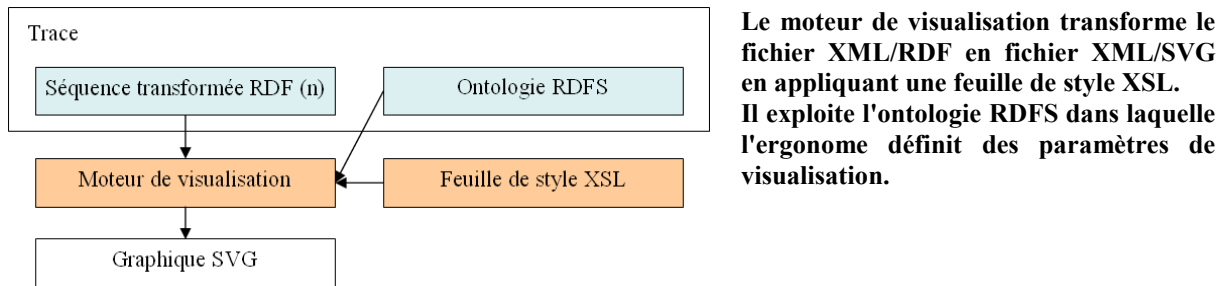 Trace
Séquence transformée RDF (n)
Ontologie RDFS
Moteur de visualisation
Feuille de style XSL
Graphique SVG
Le moteur de visualisation transforme le
fichier XML/RDF en fichier XML/SVG
en appliquant une feuille de style XSL.
Il exploite l'ontologie RDFS dans laquelle
l'ergonome définit des paramètres de
visualisation.